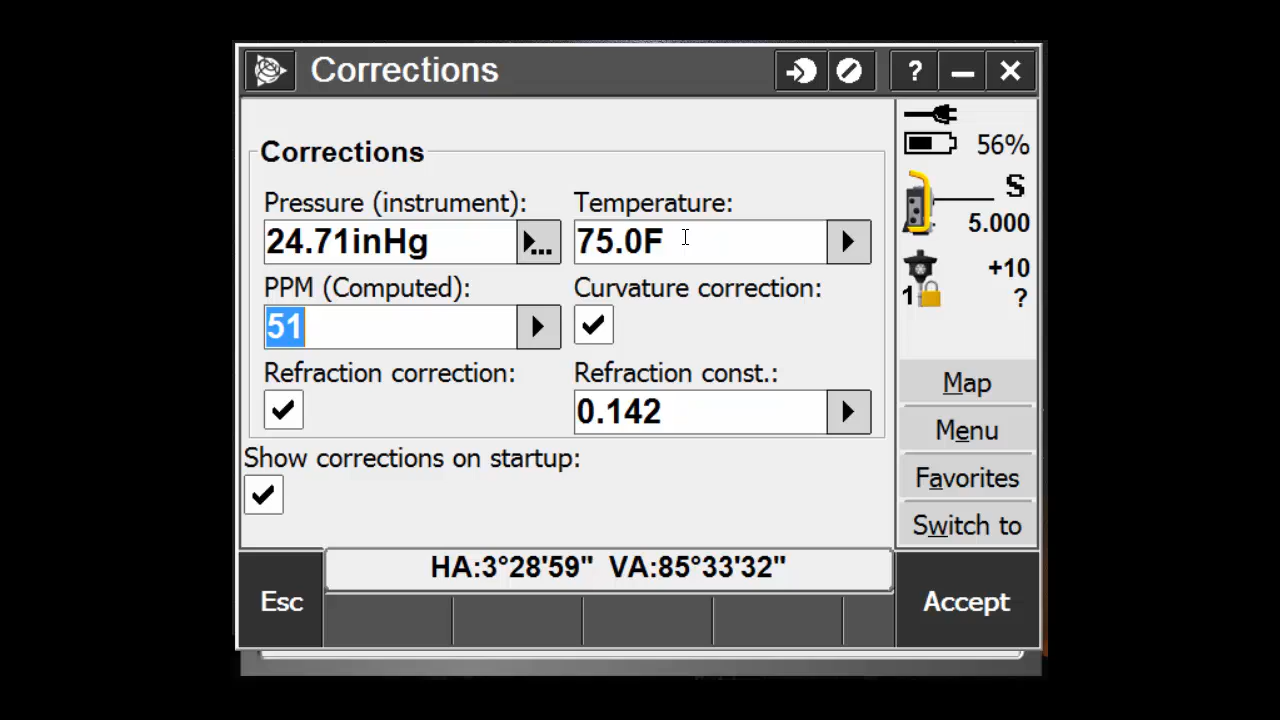 Corrections
?
56%
Corrections
Pressure (instrument):
Temperature:
24.71inHg
...
75.0F
S
5.000
PPM (Computed):
Curvature correction:
+10
1
?
51
Refraction correction:
Refraction const.:
0.142
Map
Menu
Show corrections on startup:
Favorites
Switch to
HA:3°28'59" VA:85°33'32"
Esc
Accept